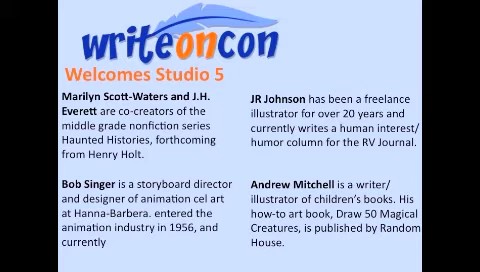 writeoncon
Welcomes Studio 5
Marilyn Scott-Waters and J.H.
Everett are co-creators of the
middle grade nonfiction series
Haunted Histories, forthcoming
from Henry Holt.
JR Johnson has been a freelance
illustrator for over 20 years and
currently writes a human interest/
humor column for the RV Journal.
Bob Singer is a storyboard director
and designer of animation cel art
at Hanna-Barbera. entered the
animation industry in 1956, and
currently
Andrew Mitchell is a writer/
illustrator of children's books. His
how-to art book, Draw 50 Magical
Creatures, is published by Random
House.